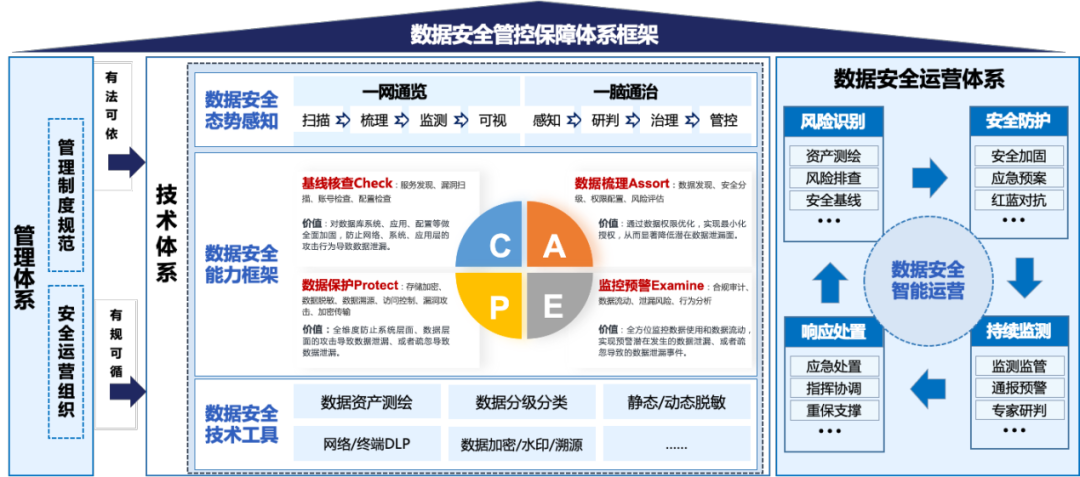 数据安全管控保障体系框架
管理体系
管理制度规范
安全运营组织
有法可依
有规可循
技术体系
数据安全
态势感知
一网通览
扫描
梳理
监测
可视
一脑通治
感知
研判
治理
管控
数据安全
能力框架
基线核查Check：服务发现、漏洞扫
描、账号检查、配置检查
价值：对数据库系统、应用、配置等做
全面加固，防止网络、系统、应用层的
攻击行为导致数据泄漏。
数据梳理Assort：数据发现、安全分
级、权限配置、风险评估
价值：通过数据权限优化，实现最小化
授权，从而显著降低潜在数据泄漏面。
C
A
P
E
数据保护Protect：存储加密、
数据脱敏、数据溯源、访问控制、漏洞攻
击、加密传输
价值：全维度防止系统层面、数据层
面的攻击导致数据泄漏、或者疏忽导致
数据泄漏。
监控预警Examine：合规审计、
数据流动、泄漏风险、行为分析
价值：全方位监控数据使用和数据流动，
实现预警潜在发生的数据泄漏、或者疏
忽导致的数据泄漏事件。
数据安全
技术工具
数据资产测绘
数据分级分类
静态/动态脱敏
网络/终端DLP
数据加密/水印/溯源
......
数据安全运营体系
风险识别
资产测绘
风险排查
安全基线
•••
安全防护
安全加固
应急预案
红蓝对抗
•••
数据安全
智能运营
响应处置
应急处置
指挥协调
重保支撑
•••
持续监测
监测监管
通报预警
专家研判
•••